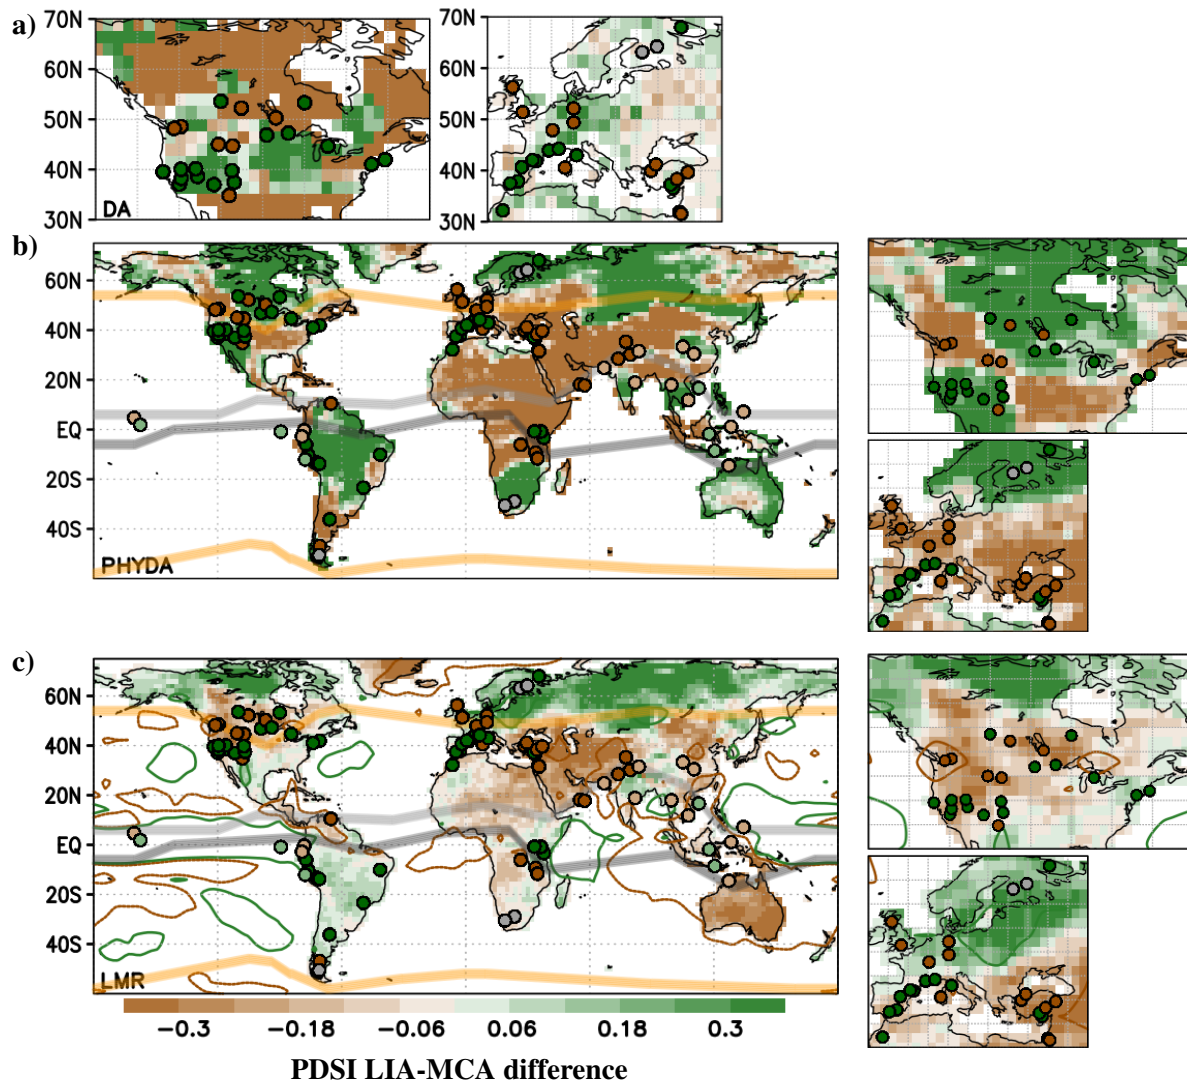 a)
70N 70N
60N 60N
50N 50N
40N 40N
30N 30N
DA
b)
60N
40N
20N
EQ
20S
40S
PHYDA
c)
60N
40N
20N
EQ
20S
40S
LMR
−0.3 −0.18 −0.06 0.06 0.18 0.3
PDSI LIA-MCA difference